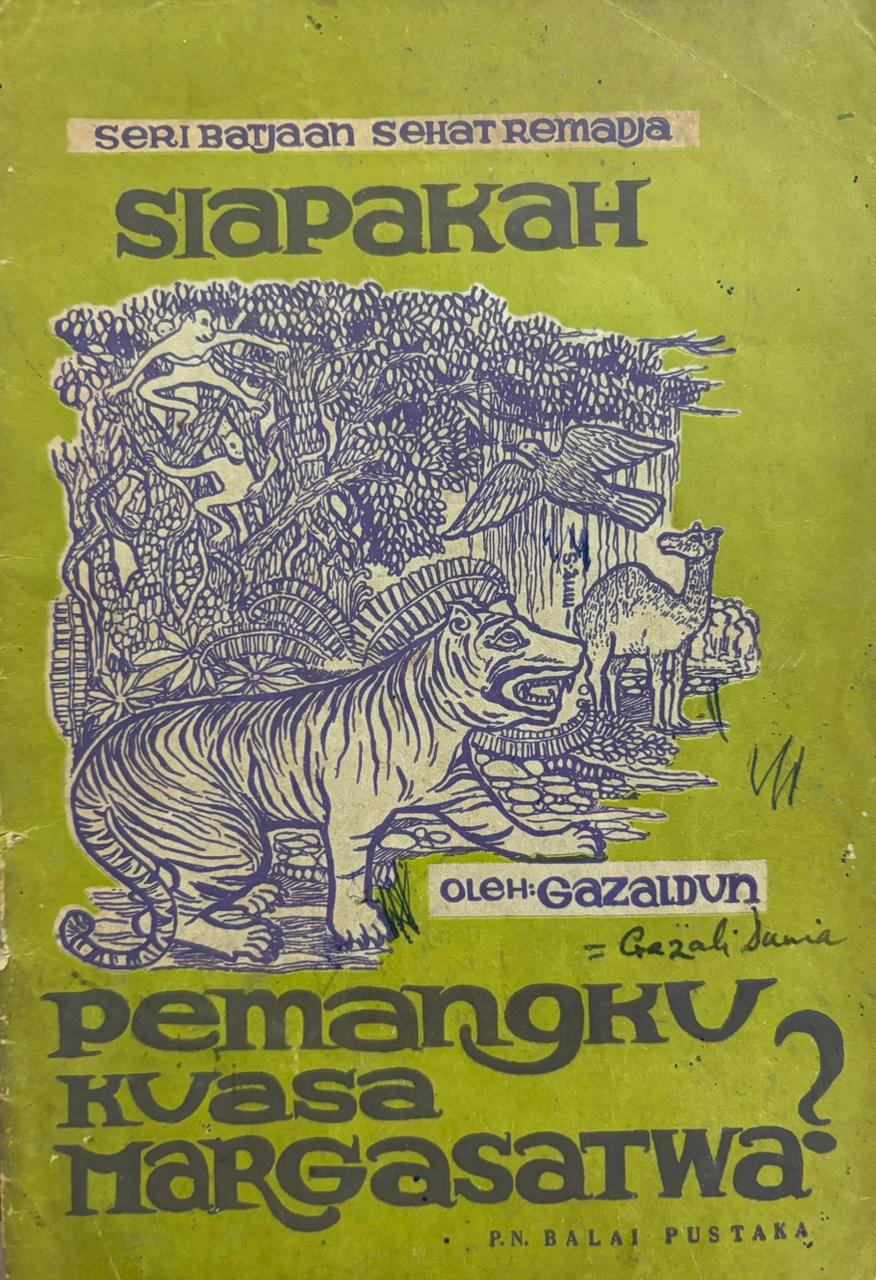 SERI BATJAAN SEHAT REMADJA
SIAPAKAH
OLEH: GAZALDUN
= Gazali Dunia
PEMANGKU
KUASA
MARGASATWA?
P.N. BALAI PUSTAKA